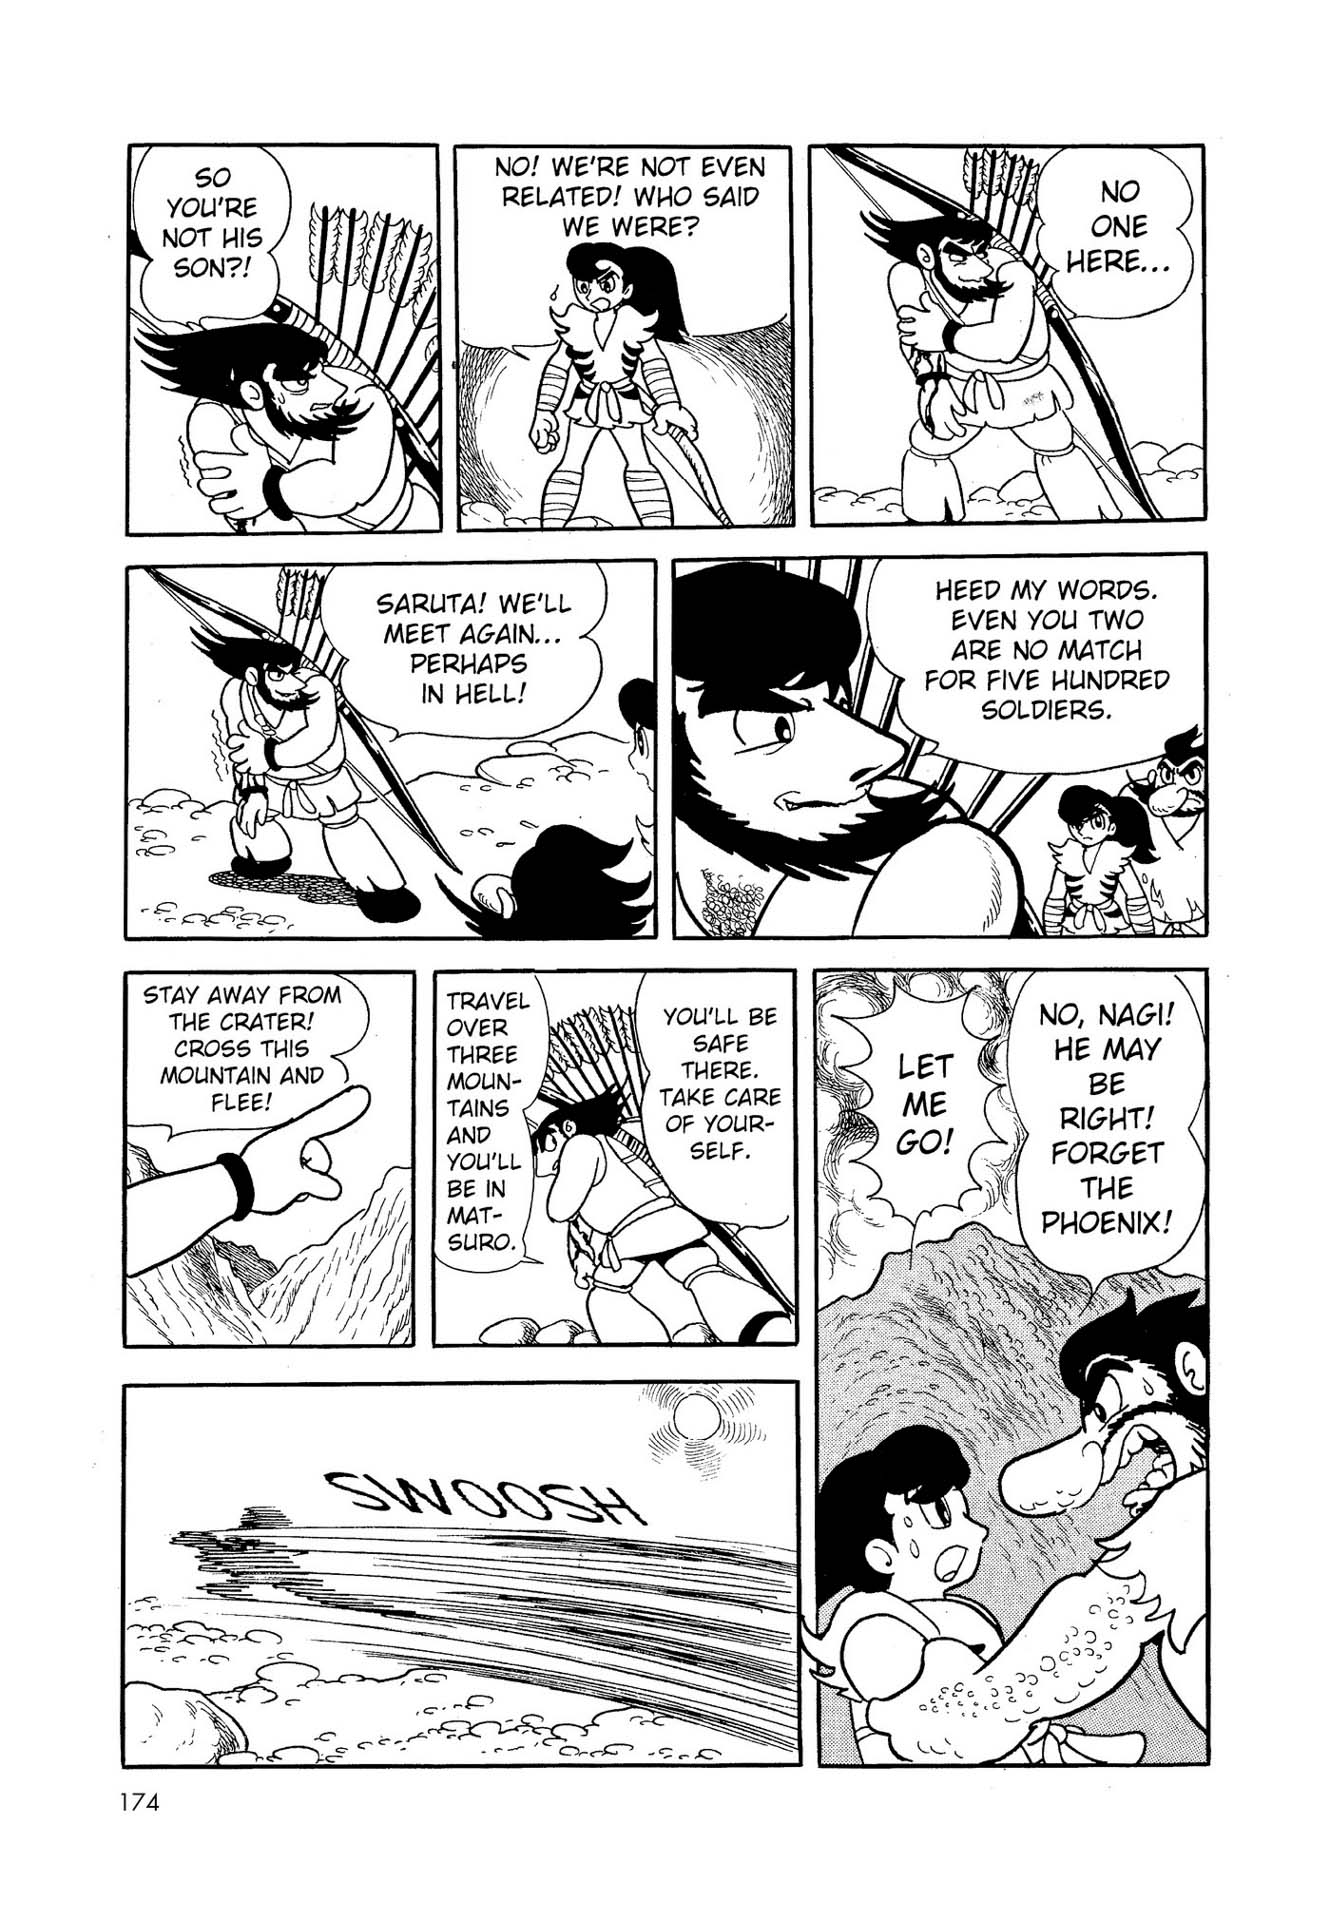 SO
YOU'RE
NOT HIS
SON?!
NO! WE'RE NOT EVEN
RELATED! WHO SAID
WE WERE?
NO
ONE
HERE...
SARUTA! WE'LL
MEET AGAIN...
PERHAPS
IN HELL!
HEED MY WORDS.
EVEN YOU TWO
ARE NO MATCH
FOR FIVE HUNDRED
SOLDIERS.
STAY AWAY FROM
THE CRATER!
CROSS THIS
MOUNTAIN AND
FLEE!
TRAVEL
OVER
THREE
MOUN-
TAINS
AND
YOU'LL
BE IN
MAT-
SURO.
YOU'LL BE
SAFE
THERE.
TAKE CARE
OF YOUR-
SELF.
LET
ME
GO!
NO, NAGI!
HE MAY
BE
RIGHT!
FORGET
THE
PHOENIX!
SWOOSH
174